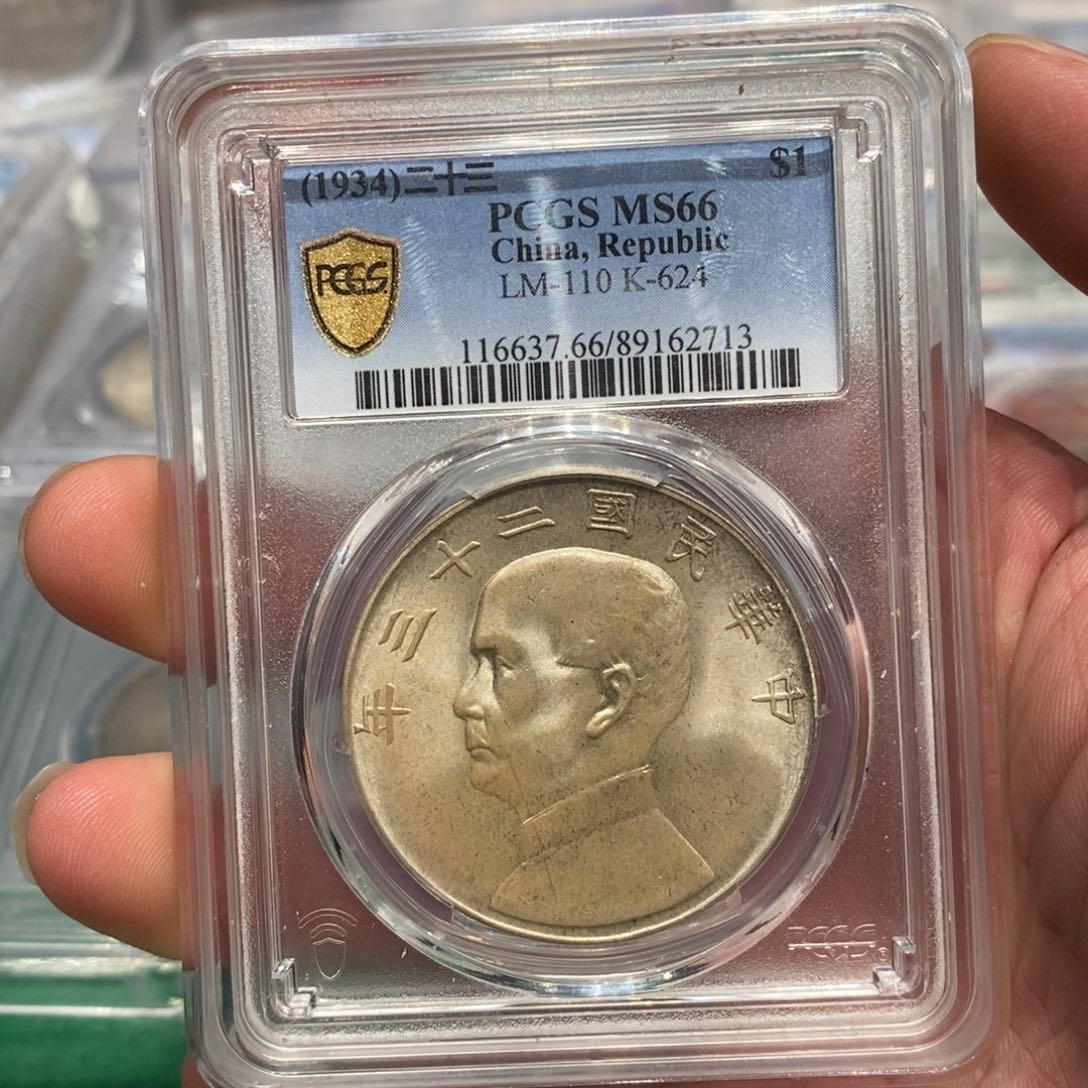 (1934)二十三 $1
PCGS MS66
China, Republic
LM-110 K-624
PCGS
116637.66/89162713
年三十二國民華中
PCGS